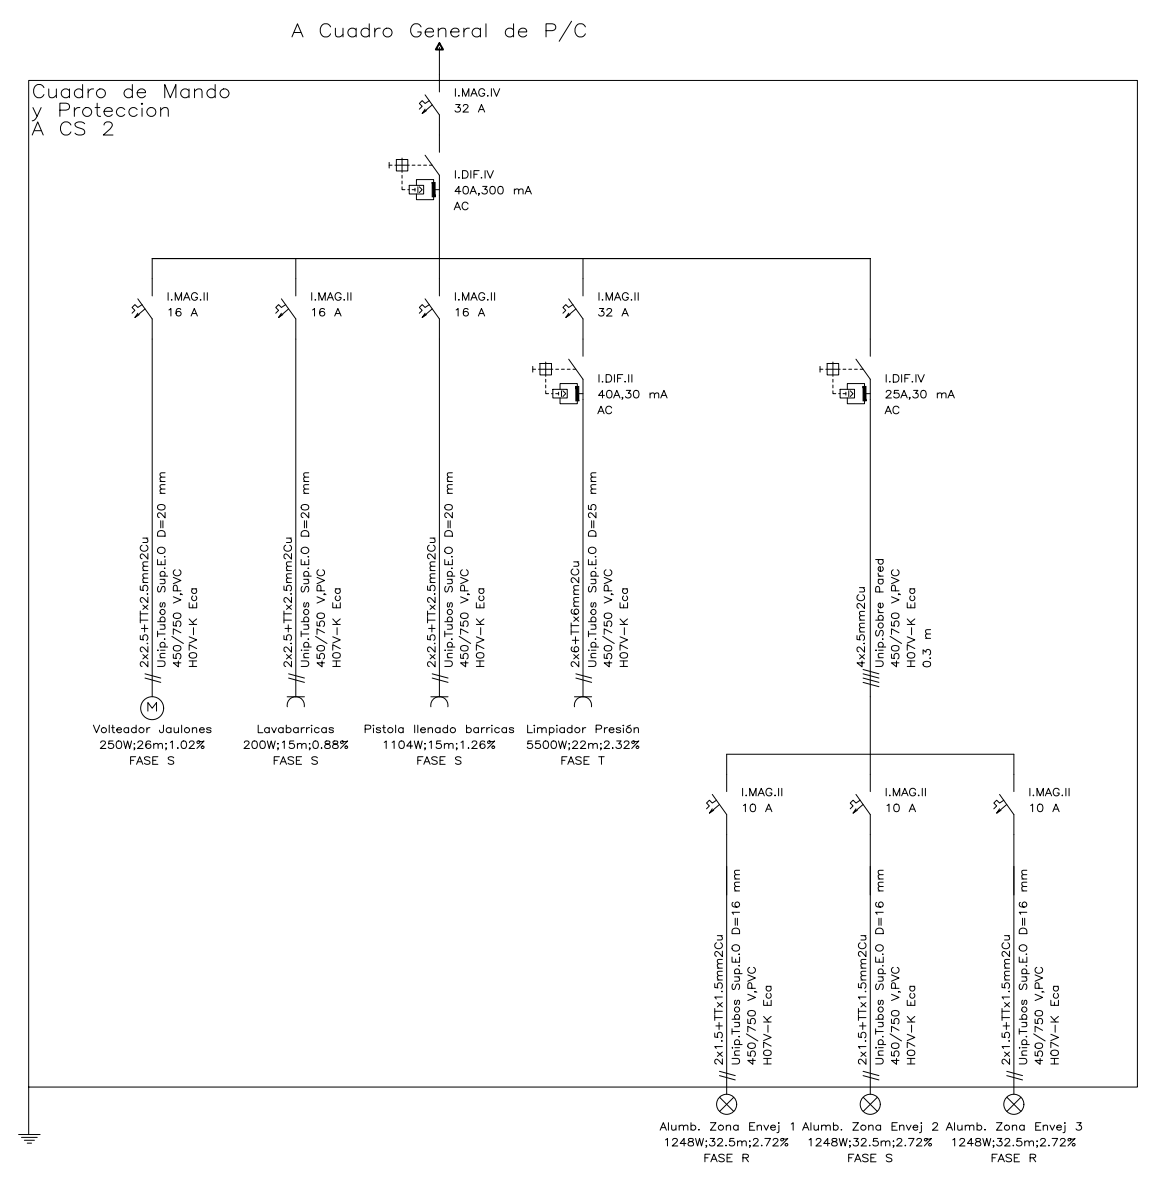 A Cuadro General de P/C
Cuadro de Mando
y Proteccion
A CS 2
I.MAG.IV
32 A
I.DIF.IV
40A,300 mA
AC
I.MAG.II
16 A
I.MAG.II
16 A
I.MAG.II
16 A
I.MAG.II
32 A
I.DIF.II
40A,30 mA
AC
I.DIF.IV
25A,30 mA
AC
2x2.5+TTx2.5mm2Cu
Unip.Tubos Sup.E.O D=20 mm
450/750 V,PVC
H07V-K Eca
2x2.5+TTx2.5mm2Cu
Unip.Tubos Sup.E.O D=20 mm
450/750 V,PVC
H07V-K Eca
2x2.5+TTx2.5mm2Cu
Unip.Tubos Sup.E.O D=20 mm
450/750 V,PVC
H07V-K Eca
2x6+TTx6mm2Cu
Unip.Tubos Sup.E.O D=25 mm
450/750 V,PVC
H07V-K Eca
4x2.5mm2Cu
Unip.Sobre Pared
450/750 V,PVC
H07V-K Eca
0.3 m
M
Volteador Jaulones
250W;26m;1.02%
FASE S
Lavabarricas
200W;15m;0.88%
FASE S
Pistola llenado barricas
1104W;15m;1.26%
FASE S
Limpiador Presión
5500W;22m;2.32%
FASE T
I.MAG.II
10 A
I.MAG.II
10 A
I.MAG.II
10 A
2x1.5+TTx1.5mm2Cu
Unip.Tubos Sup.E.O D=16 mm
450/750 V,PVC
H07V-K Eca
2x1.5+TTx1.5mm2Cu
Unip.Tubos Sup.E.O D=16 mm
450/750 V,PVC
H07V-K Eca
2x1.5+TTx1.5mm2Cu
Unip.Tubos Sup.E.O D=16 mm
450/750 V,PVC
H07V-K Eca
Alumb. Zona Envej 1
1248W;32.5m;2.72%
FASE R
Alumb. Zona Envej 2
1248W;32.5m;2.72%
FASE S
Alumb. Zona Envej 3
1248W;32.5m;2.72%
FASE R